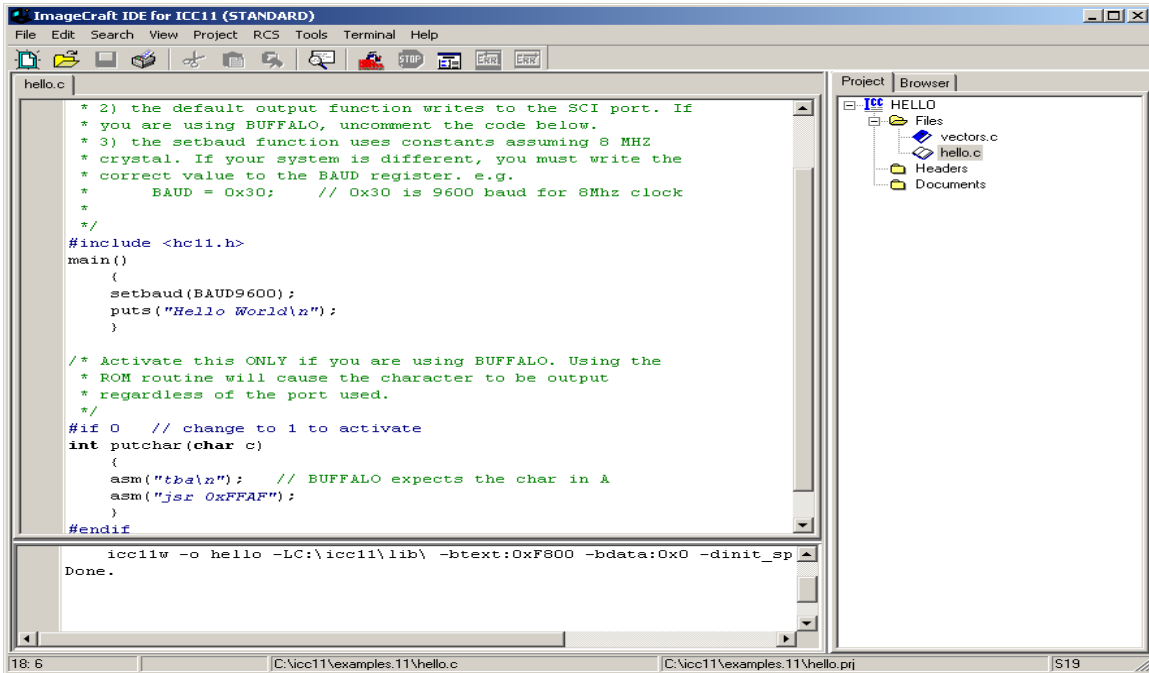 ImageCraft IDE for ICC11 (STANDARD)
File Edit Search View Project RCS Tools Terminal Help
STOP ERR ERR
hello.c
* 2) the default output function writes to the SCI port. If
* you are using BUFFALO, uncomment the code below.
* 3) the setbaud function uses constants assuming 8 MHZ
* crystal. If your system is different, you must write the
* correct value to the BAUD register. e.g.
* BAUD = 0x30; // 0x30 is 9600 baud for 8Mhz clock
*
*/
#include <hc11.h>
main()
{
setbaud(BAUD9600);
puts("Hello World\n");
}
/* Activate this ONLY if you are using BUFFALO. Using the
* ROM routine will cause the character to be output
* regardless of the port used.
*/
#if 0 // change to 1 to activate
int putchar(char c)
{
asm("tba\n"); // BUFFALO expects the char in A
asm("jsr 0xFFAF");
}
#endif
icc11w -o hello -LC:\icc11\lib\ -btext:0xF800 -bdata:0x0 -dinit_sp
Done.
Project Browser
ICC HELLO
Files
vectors.c
hello.c
Headers
Documents
18: 6 C:\icc11\examples.11\hello.c C:\icc11\examples.11\hello.prj S19